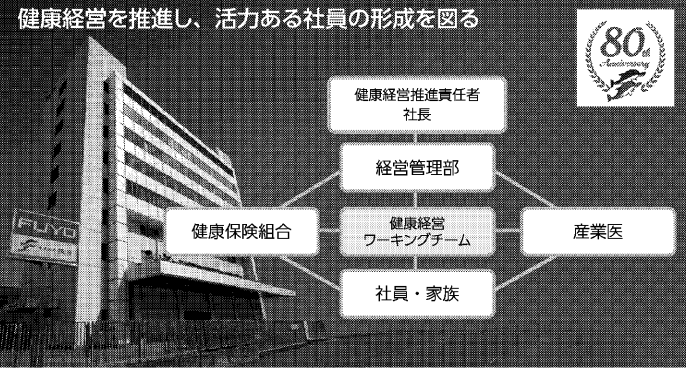 健康経営を推進し、活力ある社員の形成を図る
80th
Anniversary
健康経営推進責任者
社長
経営管理部
健康保険組合
健康経営
ワーキングチーム
産業医
社員・家族
FUYO